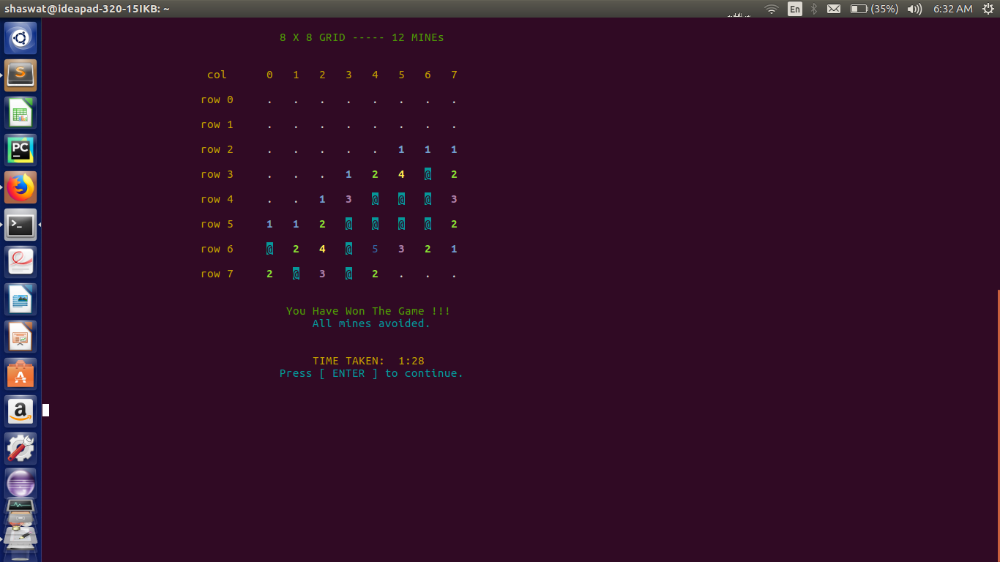 shaswat@ideapad-320-15IKB: ~ En (35%) 6:32 AM
8 X 8 GRID ----- 12 MINEs
col 0 1 2 3 4 5 6 7
row 0 . . . . . . . .
row 1 . . . . . . . .
row 2 . . . . . 1 1 1
row 3 . . . 1 2 4 @ 2
row 4 . . 1 3 @ @ @ 3
row 5 1 1 2 @ @ @ @ 2
row 6 @ 2 4 @ 5 3 2 1
row 7 2 @ 3 @ 2 . . .
You Have Won The Game !!!
All mines avoided.
TIME TAKEN: 1:28
Press [ ENTER ] to continue.
S
PC
>_
A
a